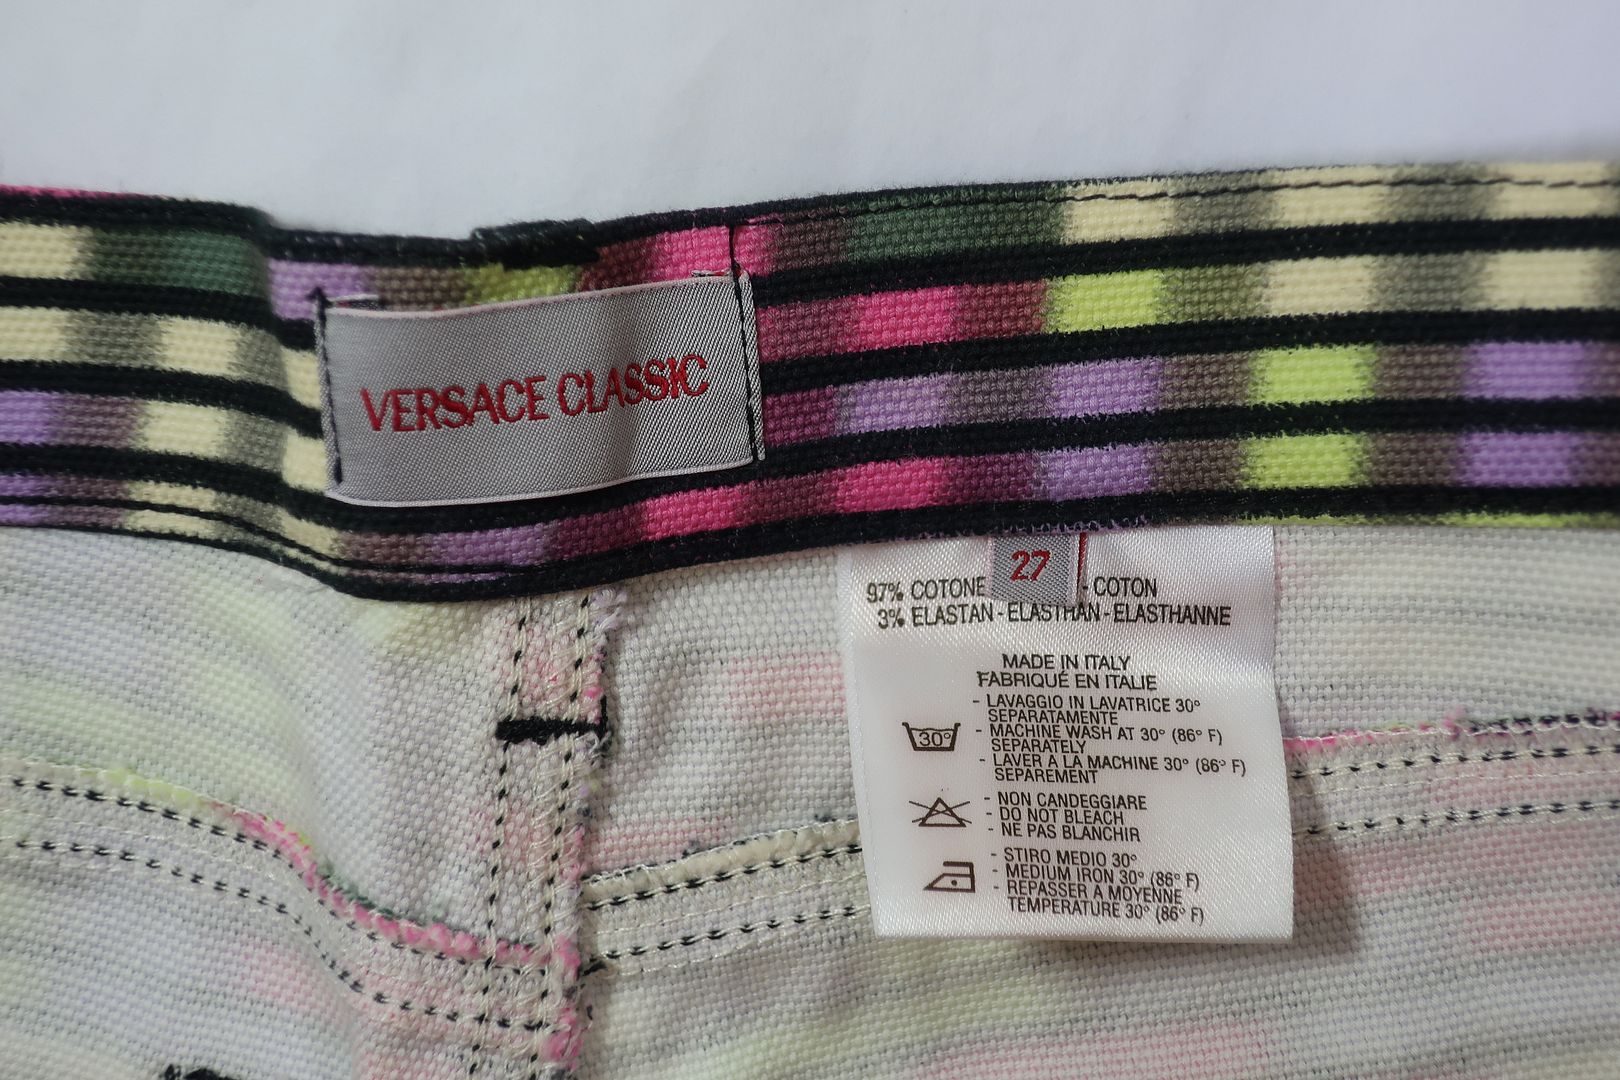 VERSACE CLASSIC
27
97% COTONE - COTON
3% ELASTAN - ELASTHAN - ELASTHANNE
MADE IN ITALY
FABRIQUÉ EN ITALIE
- LAVAGGIO IN LAVATRICE 30°
SEPARATAMENTE
30°
- MACHINE WASH AT 30° (86° F)
SEPARATELY
- LAVER A LA MACHINE 30° (86° F)
SEPAREMENT
- NON CANDEGGIARE
- DO NOT BLEACH
- NE PAS BLANCHIR
- STIRO MEDIO 30°
- MEDIUM IRON 30° (86° F)
- REPASSER A MOYENNE
TEMPERATURE 30° (86° F)